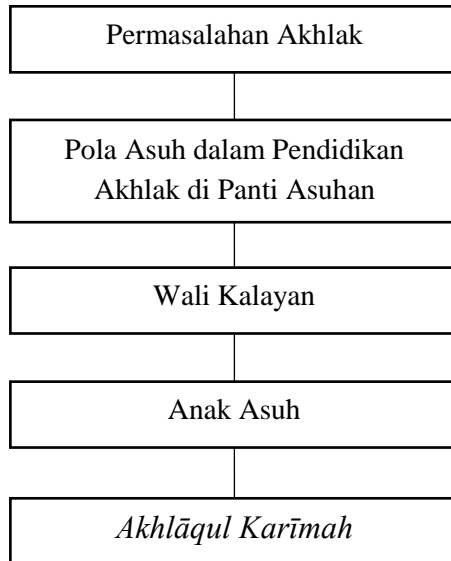 Permasalahan Akhlak
Pola Asuh dalam Pendidikan
Akhlak di Panti Asuhan
Wali Kalayan
Anak Asuh
Akhlāqul Karīmah